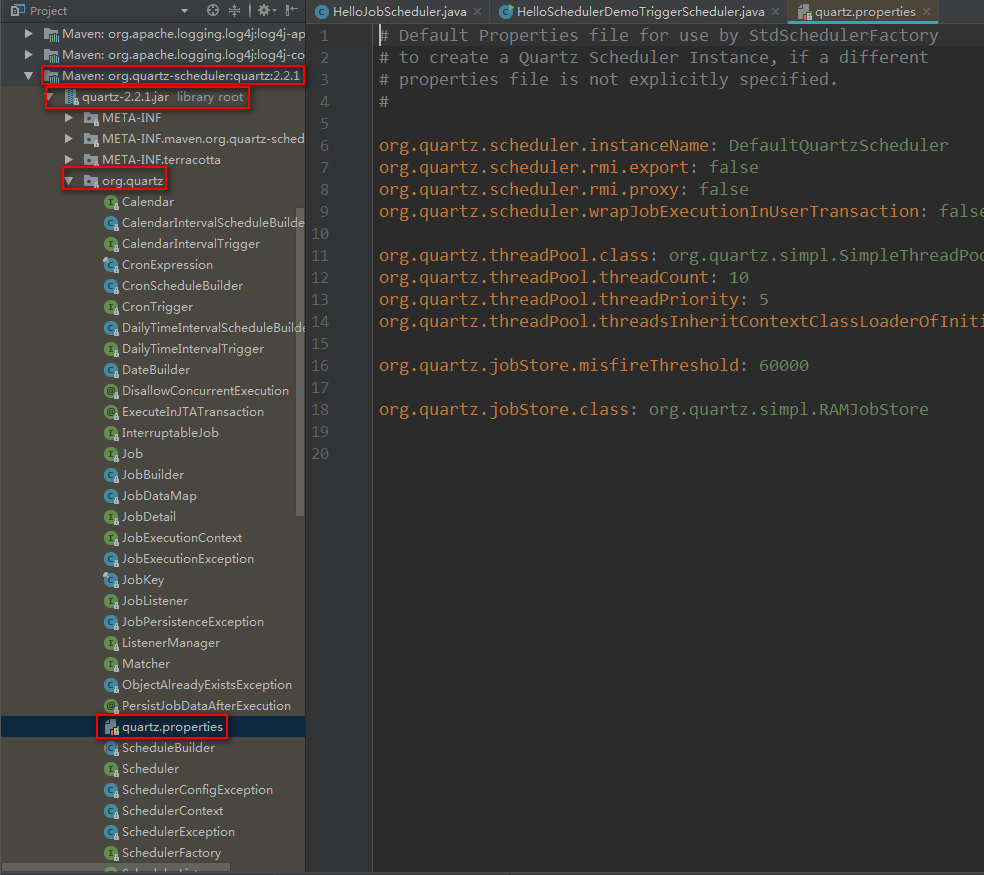 Project
HelloJobScheduler.java
HelloSchedulerDemoTriggerScheduler.java
quartz.properties
Maven: org.apache.logging.log4j:log4j-ap
Maven: org.apache.logging.log4j:log4j-co
Maven: org.quartz-scheduler:quartz:2.2.1
quartz-2.2.1.jar library root
META-INF
META-INF.maven.org.quartz-sched
META-INF.terracotta
org.quartz
Calendar
CalendarIntervalScheduleBuilde
CalendarIntervalTrigger
CronExpression
CronScheduleBuilder
CronTrigger
DailyTimeIntervalScheduleBuilde
DailyTimeIntervalTrigger
DateBuilder
DisallowConcurrentExecution
ExecuteInJTATransaction
InterruptableJob
Job
JobBuilder
JobDataMap
JobDetail
JobExecutionContext
JobExecutionException
JobKey
JobListener
JobPersistenceException
ListenerManager
Matcher
ObjectAlreadyExistsException
PersistJobDataAfterExecution
quartz.properties
ScheduleBuilder
Scheduler
SchedulerConfigException
SchedulerContext
SchedulerException
SchedulerFactory
1 # Default Properties file for use by StdSchedulerFactory
2 # to create a Quartz Scheduler Instance, if a different
3 # properties file is not explicitly specified.
4 #
5
6 org.quartz.scheduler.instanceName: DefaultQuartzScheduler
7 org.quartz.scheduler.rmi.export: false
8 org.quartz.scheduler.rmi.proxy: false
9 org.quartz.scheduler.wrapJobExecutionInUserTransaction: false
10
11 org.quartz.threadPool.class: org.quartz.simpl.SimpleThreadPoo
12 org.quartz.threadPool.threadCount: 10
13 org.quartz.threadPool.threadPriority: 5
14 org.quartz.threadPool.threadsInheritContextClassLoaderOfIniti
15
16 org.quartz.jobStore.misfireThreshold: 60000
17
18 org.quartz.jobStore.class: org.quartz.simpl.RAMJobStore
19
20